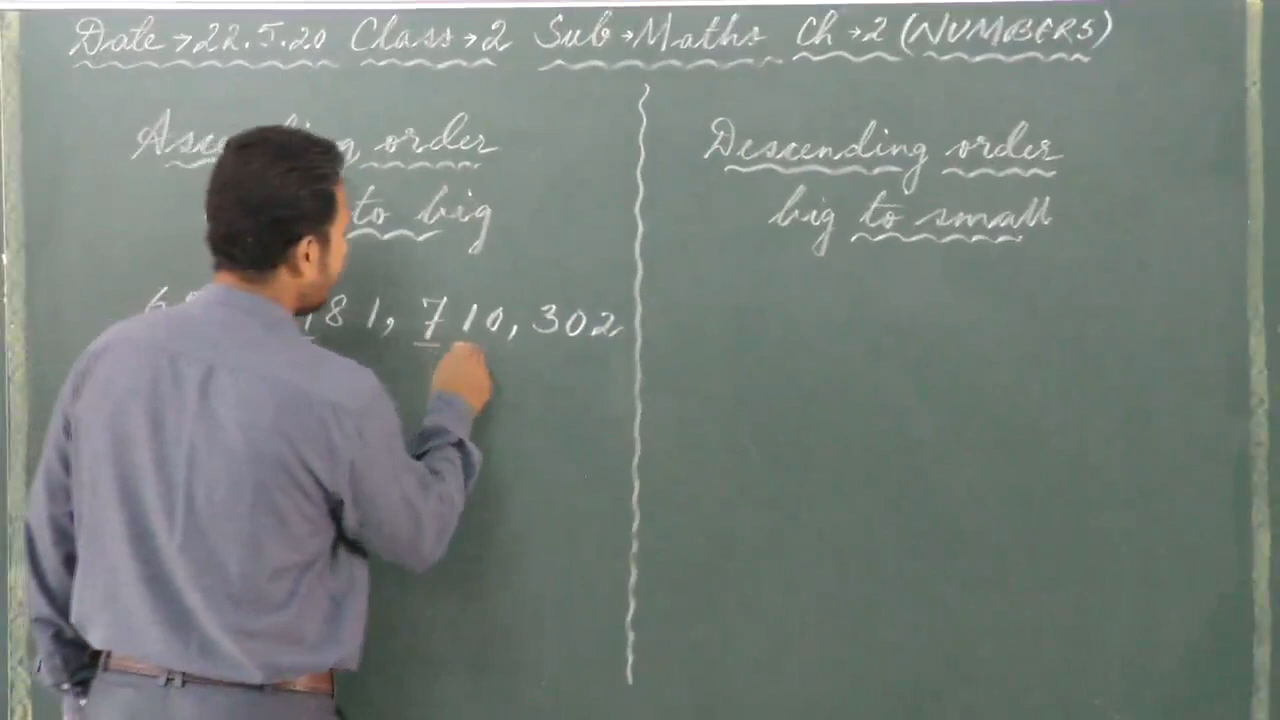 Date → 22.5.20 Class → 2 Sub → Maths Ch → 2 (NUMBERS)
order
to big
81, 710, 302
Descending order
big to small